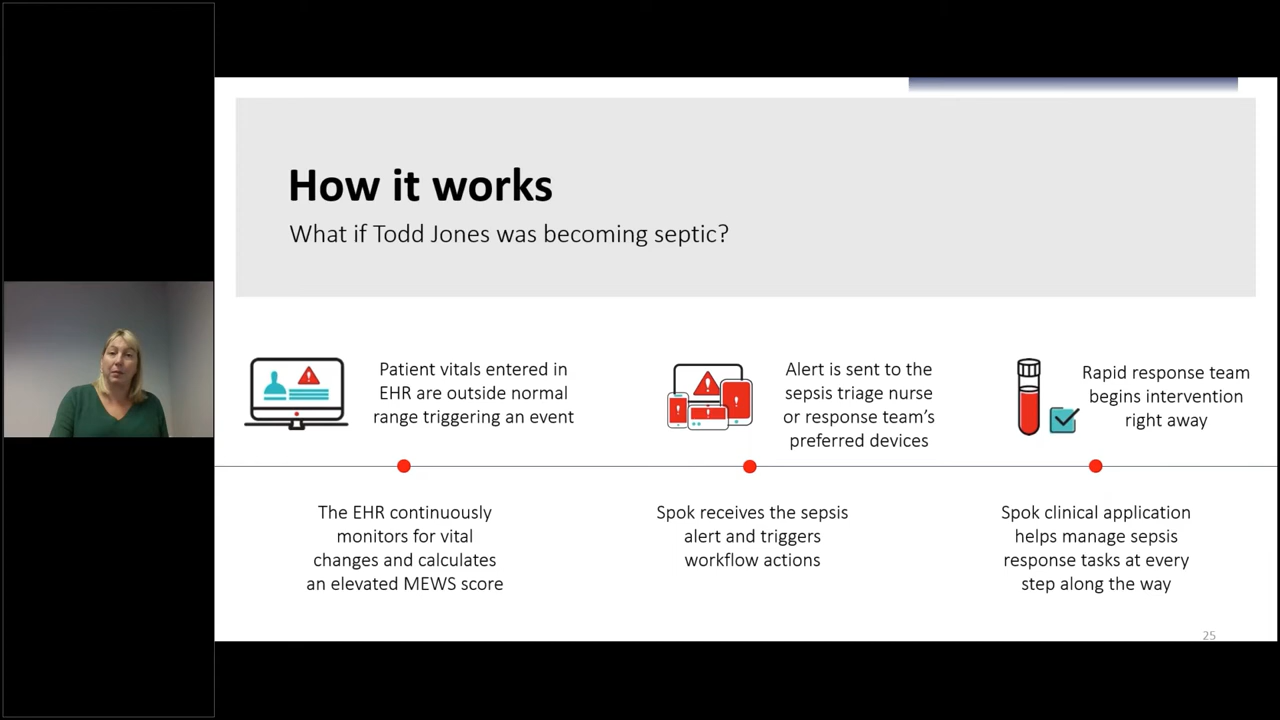 How it works
What if Todd Jones was becoming septic?
Patient vitals entered in
EHR are outside normal
range triggering an event
Alert is sent to the
sepsis triage nurse
or response team's
preferred devices
Rapid response team
begins intervention
right away
The EHR continuously
monitors for vital
changes and calculates
an elevated MEWS score
Spok receives the sepsis
alert and triggers
workflow actions
Spok clinical application
helps manage sepsis
response tasks at every
step along the way
25